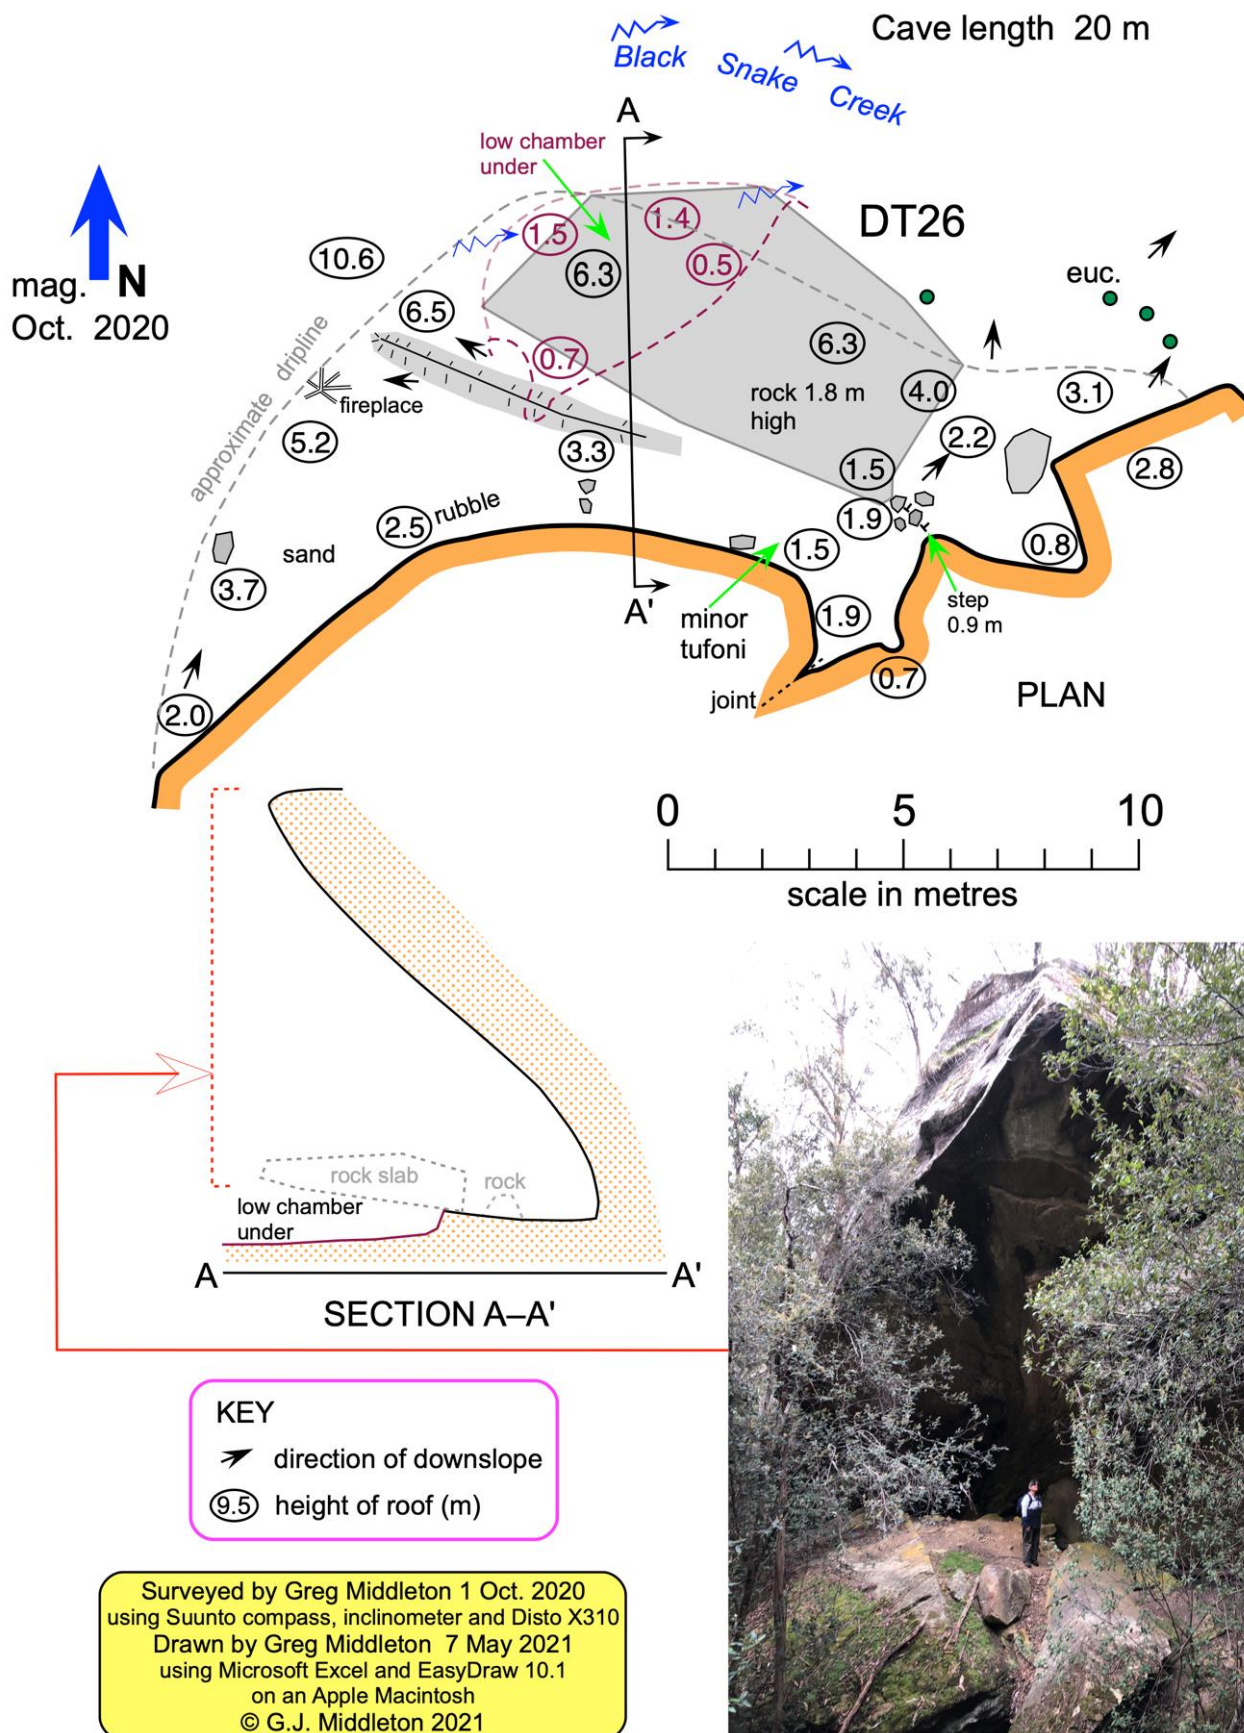 Cave length 20 m
Black Snake Creek
A
low chamber
under
DT26
mag. N
Oct. 2020
euc.
1.5
1.4
0.5
10.6
6.3
6.5
6.3
0.7
approximate dripline
fireplace
rock 1.8 m
high
4.0
3.1
5.2
3.3
2.2
1.5
2.8
2.5
rubble
1.9
sand
1.5
0.8
3.7
A'
minor
tufoni
1.9
step
0.9 m
2.0
joint
0.7
PLAN
0 5 10
scale in metres
rock slab
rock
low chamber
under
A A'
SECTION A–A'
KEY
direction of downslope
9.5 height of roof (m)
Surveyed by Greg Middleton 1 Oct. 2020
using Suunto compass, inclinometer and Disto X310
Drawn by Greg Middleton 7 May 2021
using Microsoft Excel and EasyDraw 10.1
on an Apple Macintosh
© G.J. Middleton 2021